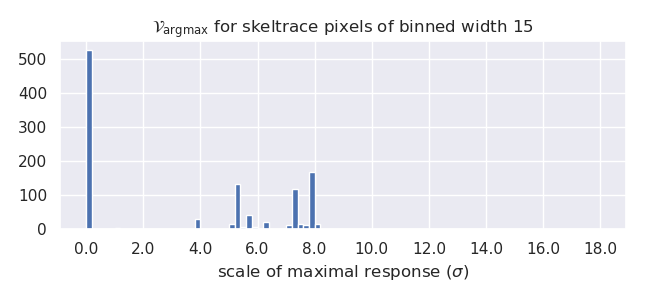 𝒱argmax for skeltrace pixels of binned width 15
500
400
300
200
100
0
0.0 2.0 4.0 6.0 8.0 10.0 12.0 14.0 16.0 18.0
scale of maximal response (σ)